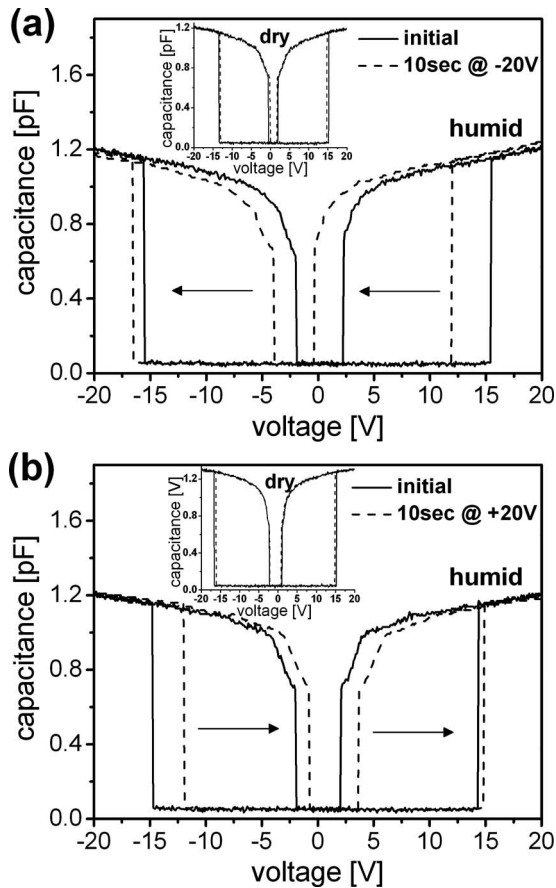 (a)
capacitance [pF]
1.8
1.2
0.6
0.0
-20 -15 -10 -5 0 5 10 15 20
voltage [V]
initial
10sec @ -20V
humid
dry
capacitance [pF]
1.2
0.8
0.4
0.0
-20 -15 -10 -5 0 5 10 15 20
voltage [V]
(b)
capacitance [pF]
1.8
1.2
0.6
0.0
-20 -15 -10 -5 0 5 10 15 20
voltage [V]
initial
10sec @ +20V
humid
dry
capacitance [V]
1.2
0.8
0.4
0.0
-20 -15 -10 -5 0 5 10 15 20
voltage [V]